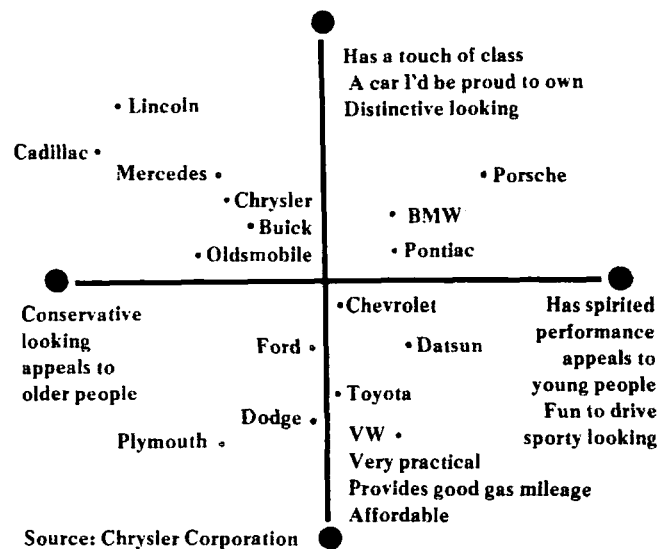 Has a touch of class
A car I'd be proud to own
Distinctive looking
Lincoln
Cadillac
Mercedes
Porsche
Chrysler
BMW
Buick
Oldsmobile
Pontiac
Conservative
looking
appeals to
older people
Chevrolet
Has spirited
performance
appeals to
young people
Fun to drive
sporty looking
Ford
Datsun
Toyota
Dodge
Plymouth
VW
Very practical
Provides good gas mileage
Affordable
Source: Chrysler Corporation